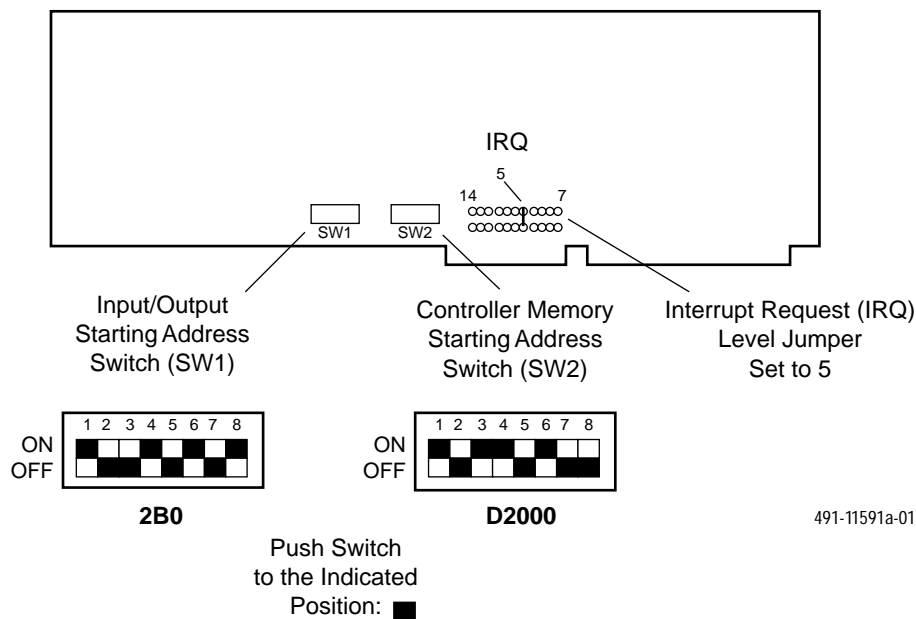 IRQ
5
14 7
SW1 SW2
Input/Output
Starting Address
Switch (SW1)
Controller Memory
Starting Address
Switch (SW2)
Interrupt Request (IRQ)
Level Jumper
Set to 5
1 2 3 4 5 6 7 8
ON
OFF
2B0
1 2 3 4 5 6 7 8
ON
OFF
D2000
491-11591a-01
Push Switch
to the Indicated
Position: